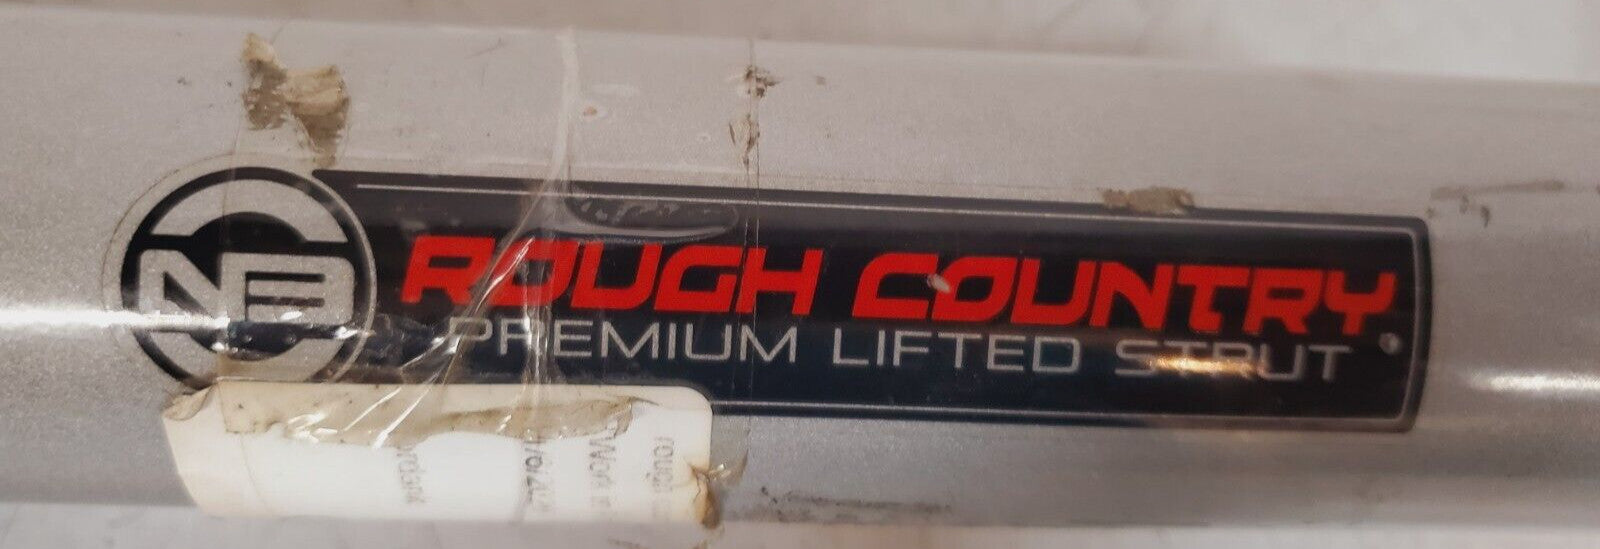 N3
ROUGH COUNTRY
PREMIUM LIFTED STRUT